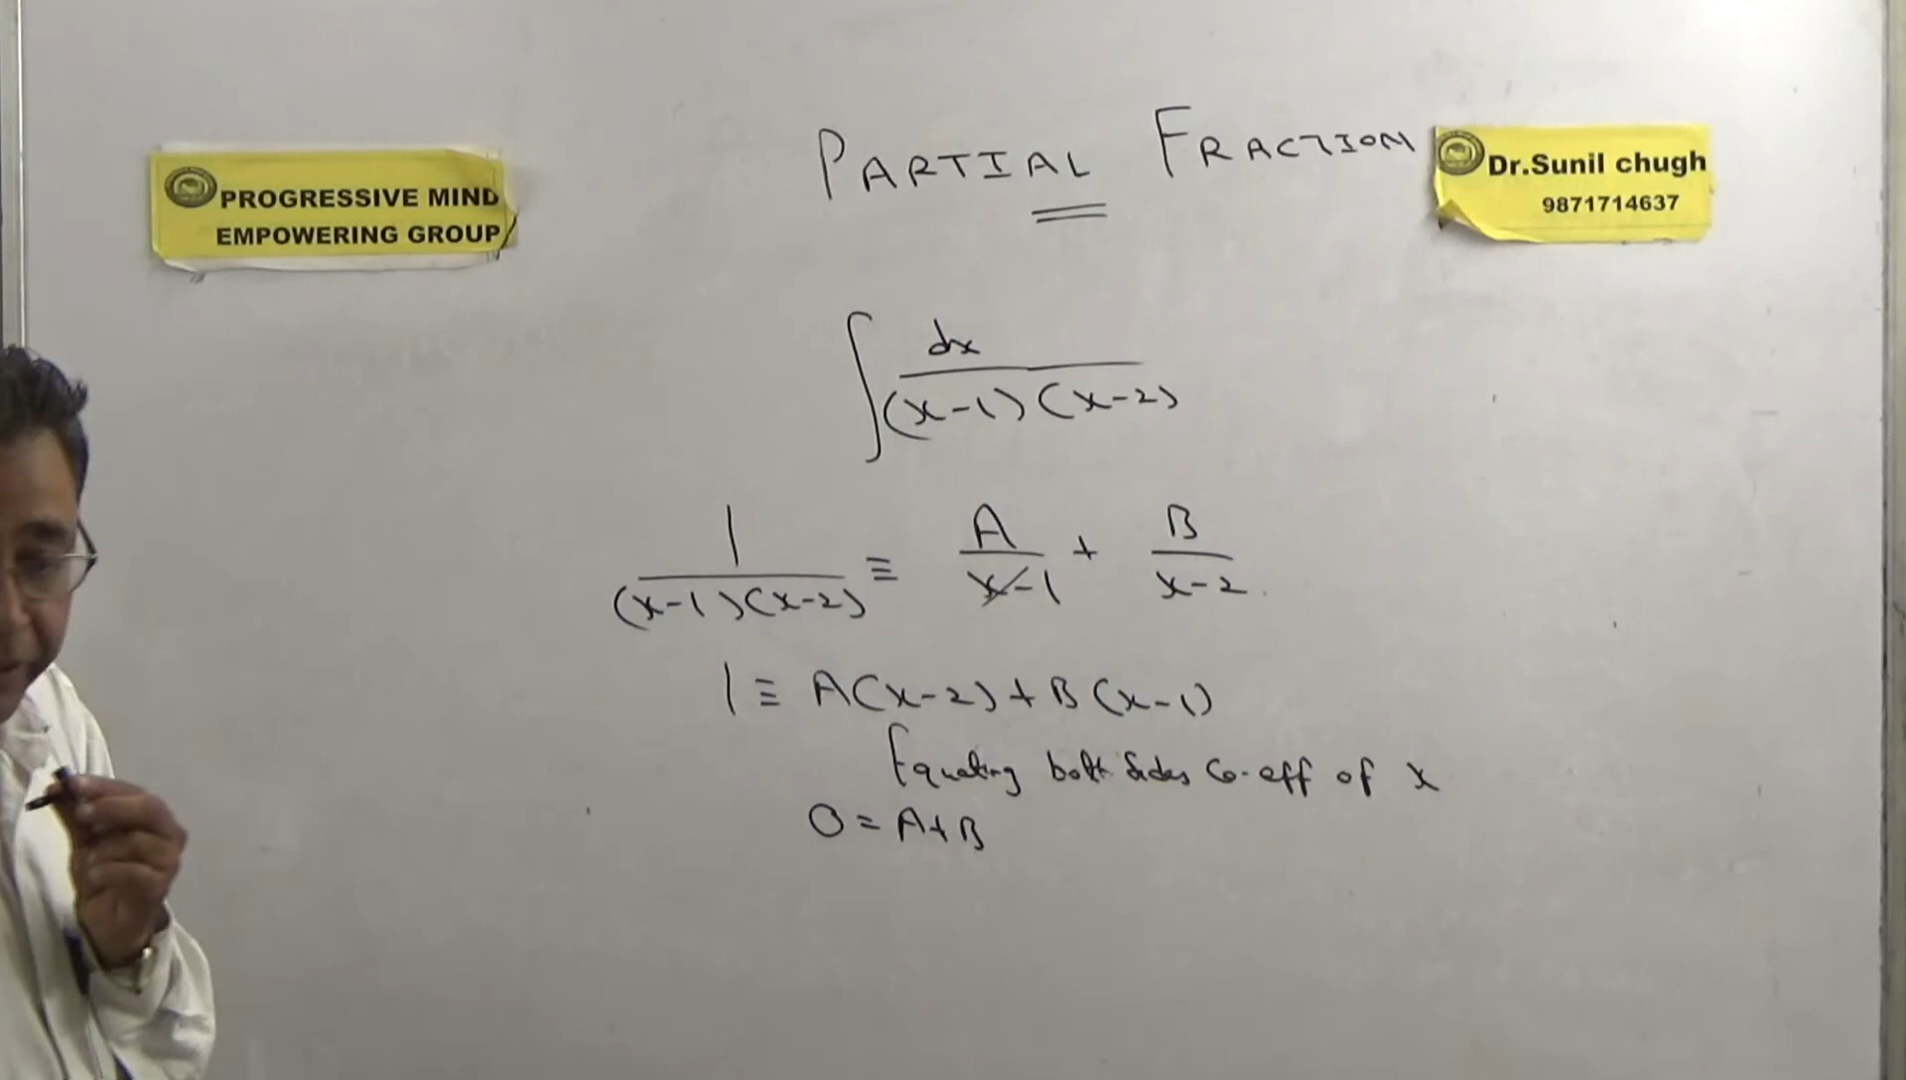 PROGRESSIVE MIND
EMPOWERING GROUP
PARTIAL FRACTION
Dr.Sunil chugh
9871714637
∫ dx / (x-1)(x-2)
1 / (x-1)(x-2) ≡ A / x-1 + B / x-2
1 ≡ A(x-2) + B(x-1)
Equating both sides Co-eff of x
0 = A+B